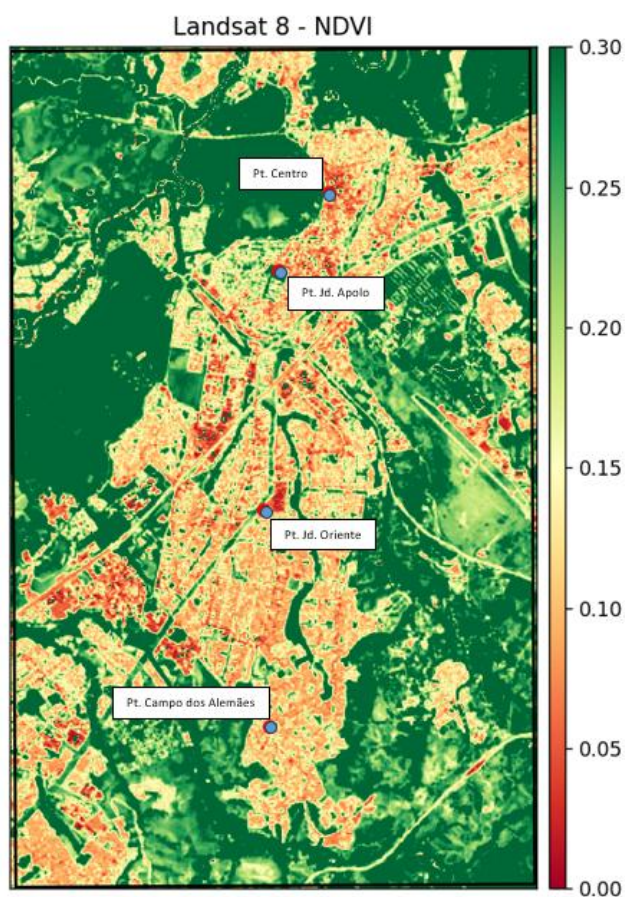 Landsat 8 - NDVI
Pt. Centro
Pt. Jd. Apolo
Pt. Jd. Oriente
Pt. Campo dos Alemães
0.30
0.25
0.20
0.15
0.10
0.05
0.00